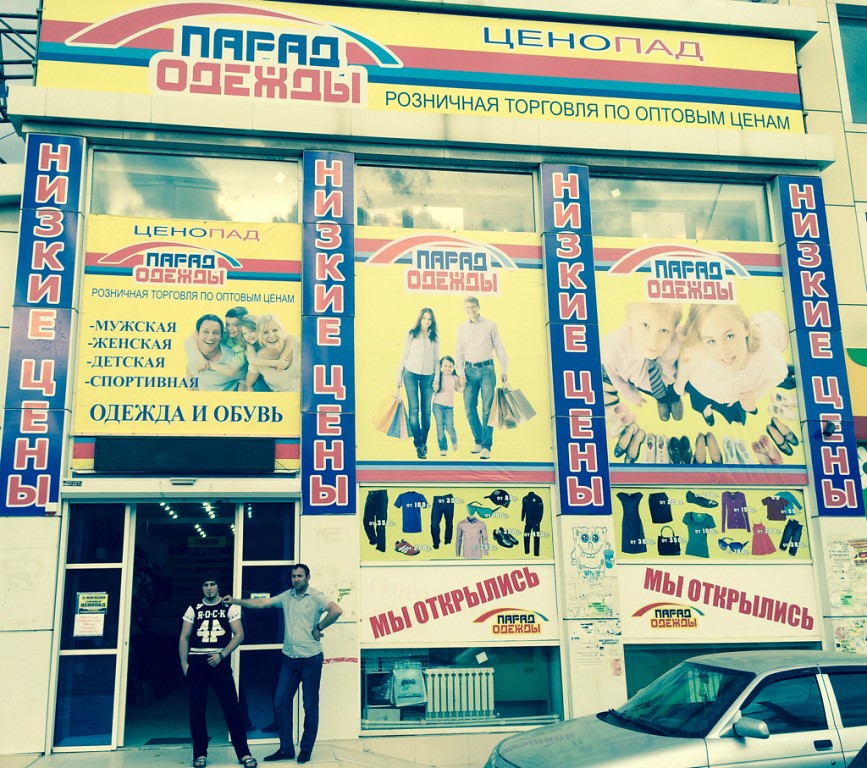 ПАРАД
ОДЕЖДЫ
ЦЕНОПАД
РОЗНИЧНАЯ ТОРГОВЛЯ ПО ОПТОВЫМ ЦЕНАМ
НИЗКИЕ ЦЕНЫ
ЦЕНОПАД
ПАРАД
ОДЕЖДЫ
РОЗНИЧНАЯ ТОРГОВЛЯ ПО ОПТОВЫМ ЦЕНАМ
-МУЖСКАЯ
-ЖЕНСКАЯ
-ДЕТСКАЯ
-СПОРТИВНАЯ
ОДЕЖДА И ОБУВЬ
НИЗКИЕ ЦЕНЫ
ПАРАД
ОДЕЖДЫ
НИЗКИЕ ЦЕНЫ
ПАРАД
ОДЕЖДЫ
НИЗКИЕ ЦЕНЫ
МЫ ОТКРЫЛИСЬ
ПАРАД
ОДЕЖДЫ
МЫ ОТКРЫЛИСЬ
ПАРАД
ОДЕЖДЫ
ЦЕНОПАД
R·O·C·K